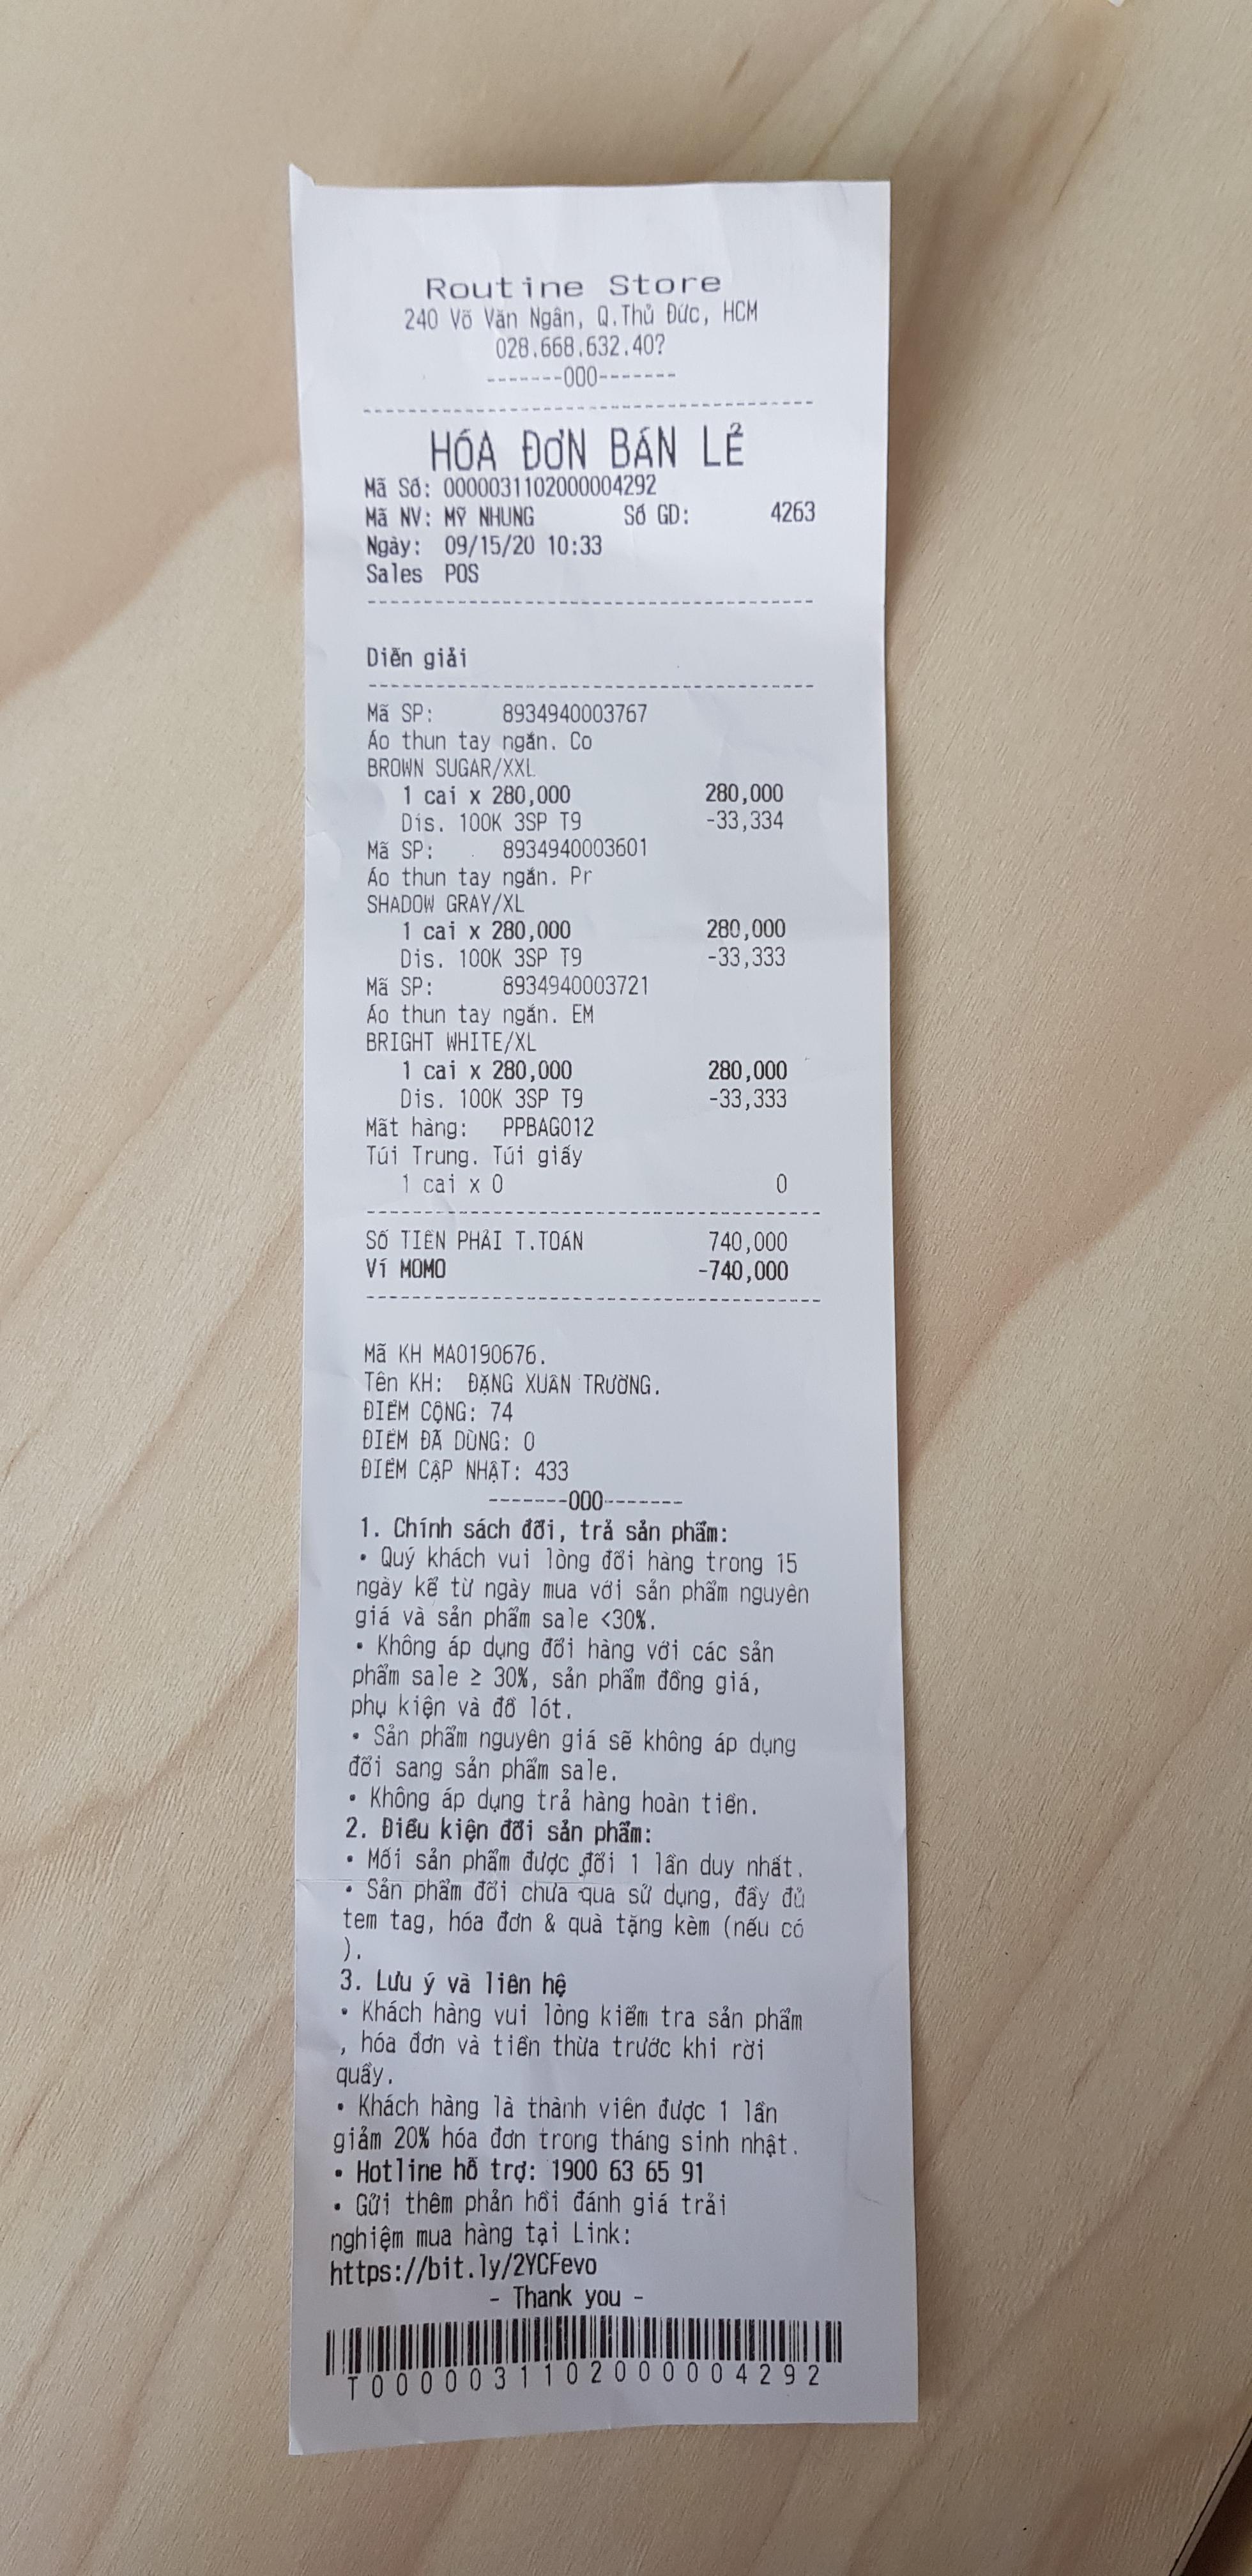 Routine Store
240 Võ Văn Ngân, Q.Thủ Đức, HCM
028.668.632.40?
-------000-------
HÓA ĐƠN BÁN LẺ
Mã Số: 0000031102000004292
Mã NV: MỸ NHUNG Số GD: 4263
Ngày: 09/15/20 10:33
Sales POS
Diễn giải
Mã SP: 8934940003767
Áo thun tay ngắn. Co
BROWN SUGAR/XXL
1 cai x 280,000 280,000
Dis. 100K 3SP T9 -33,334
Mã SP: 8934940003601
Áo thun tay ngắn. Pr
SHADOW GRAY/XL
1 cai x 280,000 280,000
Dis. 100K 3SP T9 -33,333
Mã SP: 8934940003721
Áo thun tay ngắn. EM
BRIGHT WHITE/XL
1 cai x 280,000 280,000
Dis. 100K 3SP T9 -33,333
Mất hàng: PPBAG012
Túi Trung. Túi giấy
1 cai x 0 0
SỐ TIỀN PHẢI T.TOÁN 740,000
Ví MOMO -740,000
Mã KH MA0190676.
Tên KH: ĐẶNG XUÂN TRƯỜNG.
ĐIỂM CỘNG: 74
ĐIỂM ĐÃ DÙNG: 0
ĐIỂM CẬP NHẬT: 433
-------000-------
1. Chính sách đổi, trả sản phẩm:
• Quý khách vui lòng đổi hàng trong 15
ngày kể từ ngày mua với sản phẩm nguyên
giá và sản phẩm sale <30%.
• Không áp dụng đổi hàng với các sản
phẩm sale ≥ 30%, sản phẩm đồng giá,
phụ kiện và đồ lót.
• Sản phẩm nguyên giá sẽ không áp dụng
đổi sang sản phẩm sale.
• Không áp dụng trả hàng hoàn tiền.
2. Điều kiện đổi sản phẩm:
• Mỗi sản phẩm được đổi 1 lần duy nhất.
• Sản phẩm đổi chưa qua sử dụng, đầy đủ
tem tag, hóa đơn & quà tặng kèm (nếu có
).
3. Lưu ý và liên hệ
• Khách hàng vui lòng kiểm tra sản phẩm
, hóa đơn và tiền thừa trước khi rời
quầy.
• Khách hàng là thành viên được 1 lần
giảm 20% hóa đơn trong tháng sinh nhật.
• Hotline hỗ trợ: 1900 63 65 91
• Gửi thêm phản hồi đánh giá trải
nghiệm mua hàng tại Link:
https://bit.ly/2YCFevo
- Thank you -
T0000031102000004292